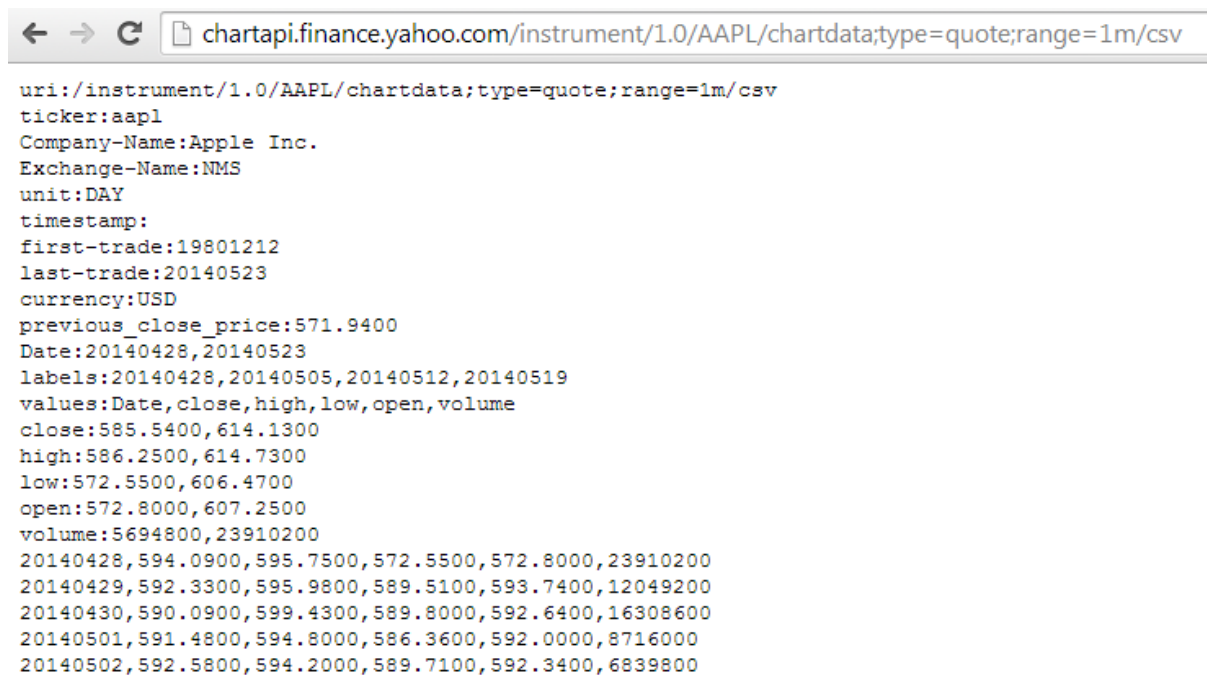 chartapi.finance.yahoo.com/instrument/1.0/AAPL/chartdata;type=quote;range=1m/csv
uri:/instrument/1.0/AAPL/chartdata;type=quote;range=1m/csv
ticker:aapl
Company-Name:Apple Inc.
Exchange-Name:NMS
unit:DAY
timestamp:
first-trade:19801212
last-trade:20140523
currency:USD
previous_close_price:571.9400
Date:20140428,20140523
labels:20140428,20140505,20140512,20140519
values:Date,close,high,low,open,volume
close:585.5400,614.1300
high:586.2500,614.7300
low:572.5500,606.4700
open:572.8000,607.2500
volume:5694800,23910200
20140428,594.0900,595.7500,572.5500,572.8000,23910200
20140429,592.3300,595.9800,589.5100,593.7400,12049200
20140430,590.0900,599.4300,589.8000,592.6400,16308600
20140501,591.4800,594.8000,586.3600,592.0000,8716000
20140502,592.5800,594.2000,589.7100,592.3400,6839800